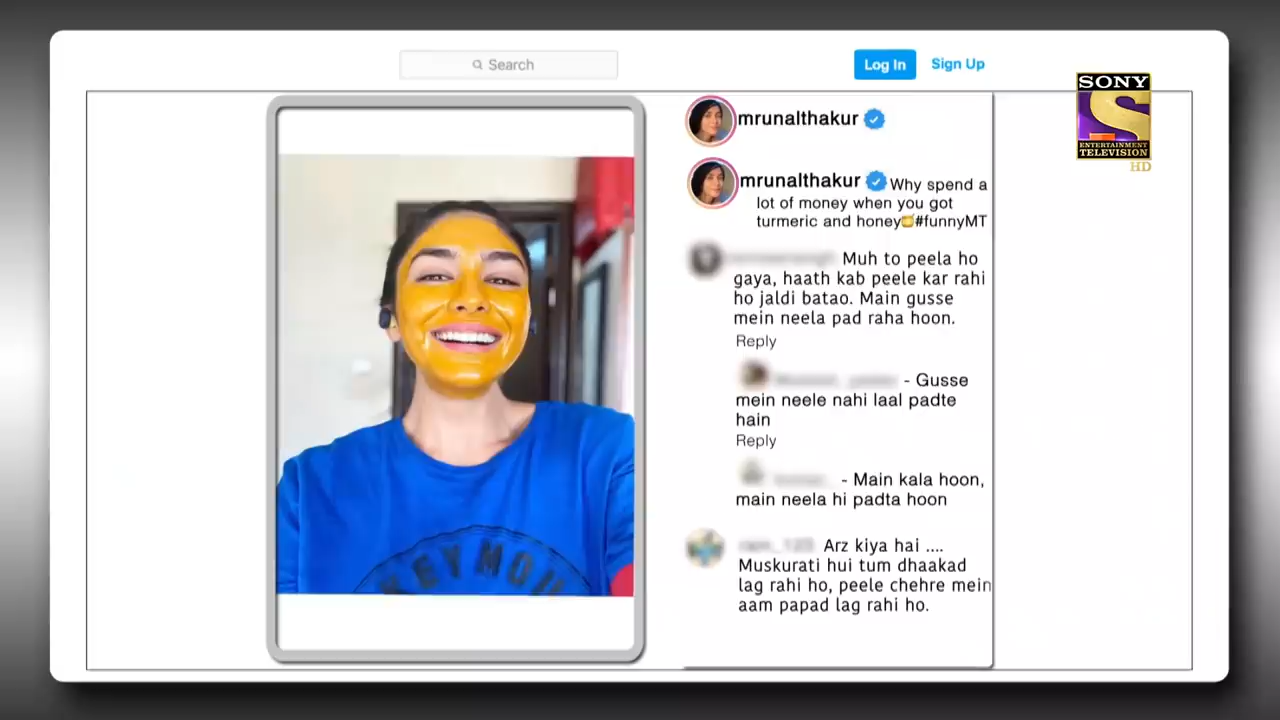 Search
Log In
Sign Up
SONY
ENTERTAINMENT
TELEVISION
HD
mrunalthakur
mrunalthakur Why spend a
lot of money when you got
turmeric and honey🍯#funnyMT
Muh to peela ho
gaya, haath kab peele kar rahi
ho jaldi batao. Main gusse
mein neela pad raha hoon.
Reply
- Gusse
mein neele nahi laal padte
hain
Reply
- Main kala hoon,
main neela hi padta hoon
Arz kiya hai ....
Muskurati hui tum dhaakad
lag rahi ho, peele chehre mein
aam papad lag rahi ho.